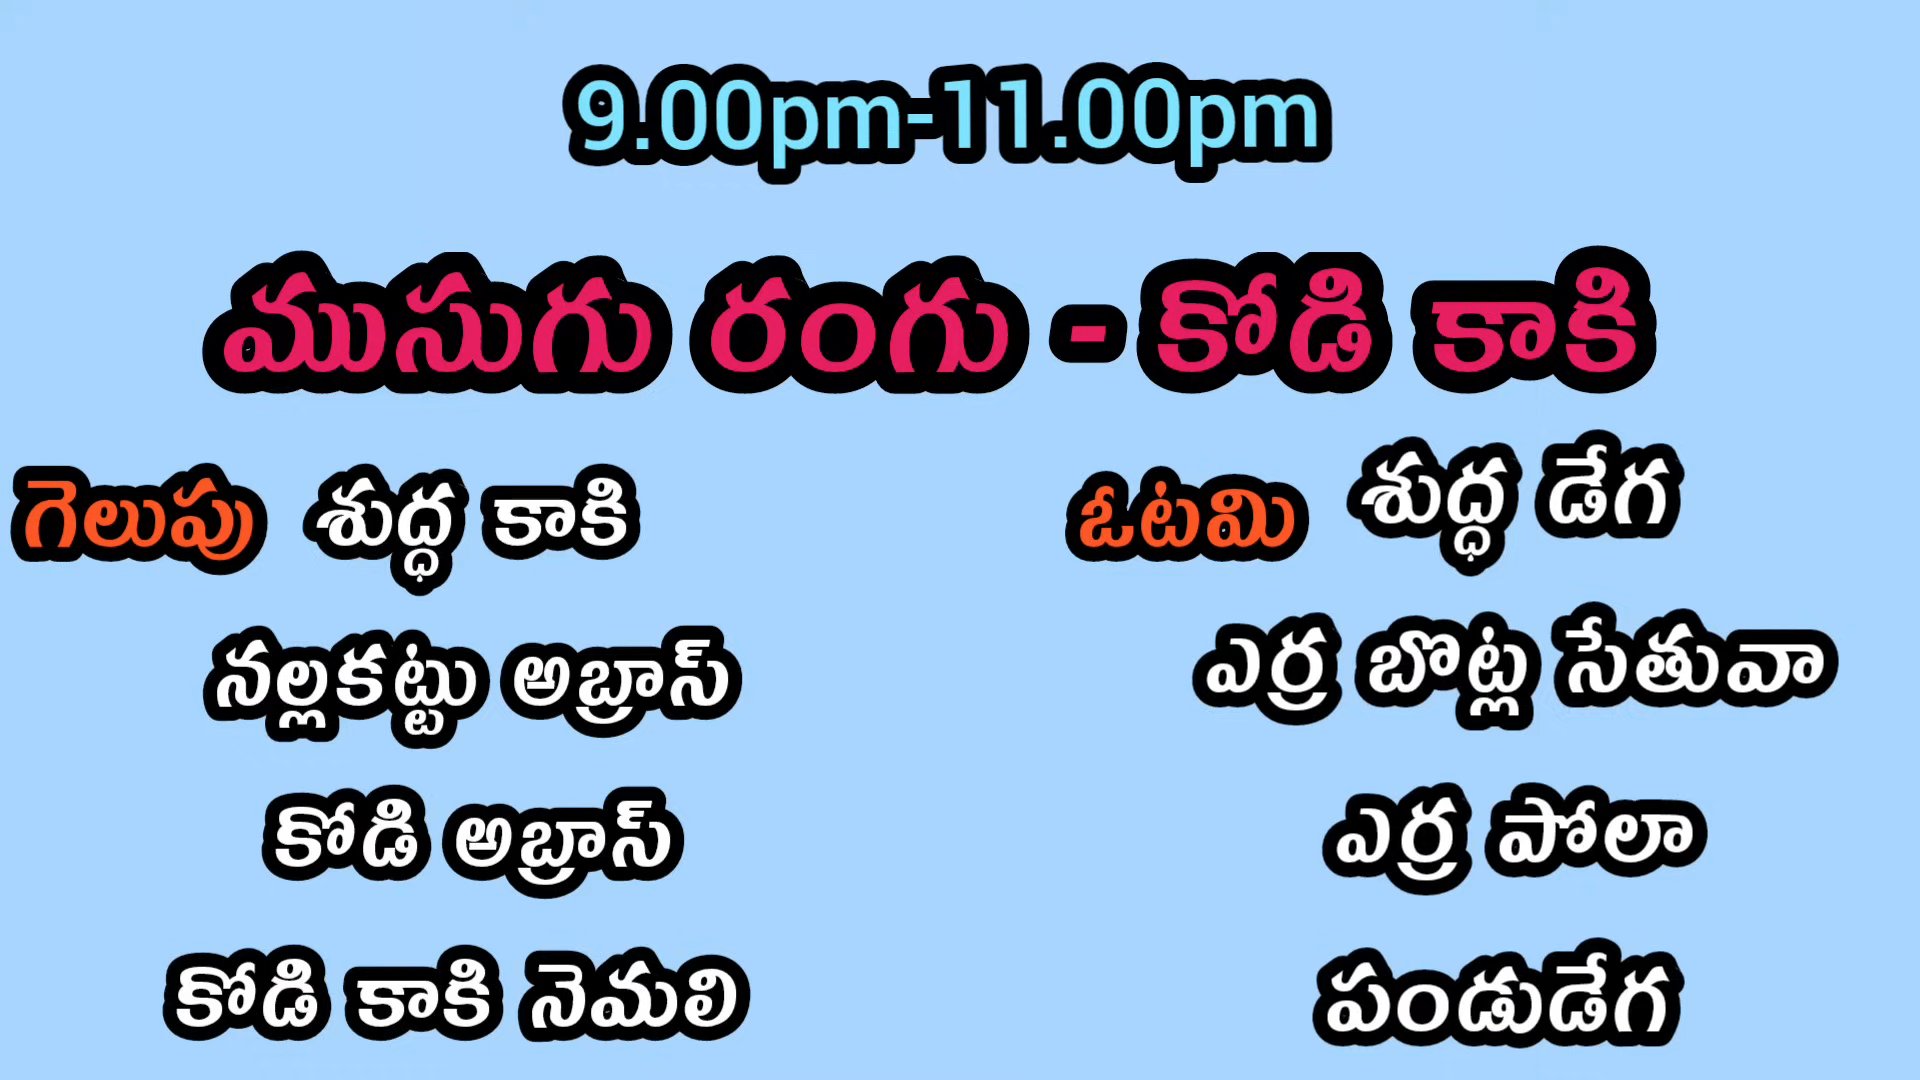 9.00pm-11.00pm
ముసుగు రంగు - కోడి కాకి
గెలుపు శుద్ధ కాకి
నల్లకట్టు అబ్రాస్
కోడి అబ్రాస్
కోడి కాకి నెమలి
ఓటమి శుద్ధ డేగ
ఎర్ర బొట్ల సేతువా
ఎర్ర పోలా
పండుడేగ